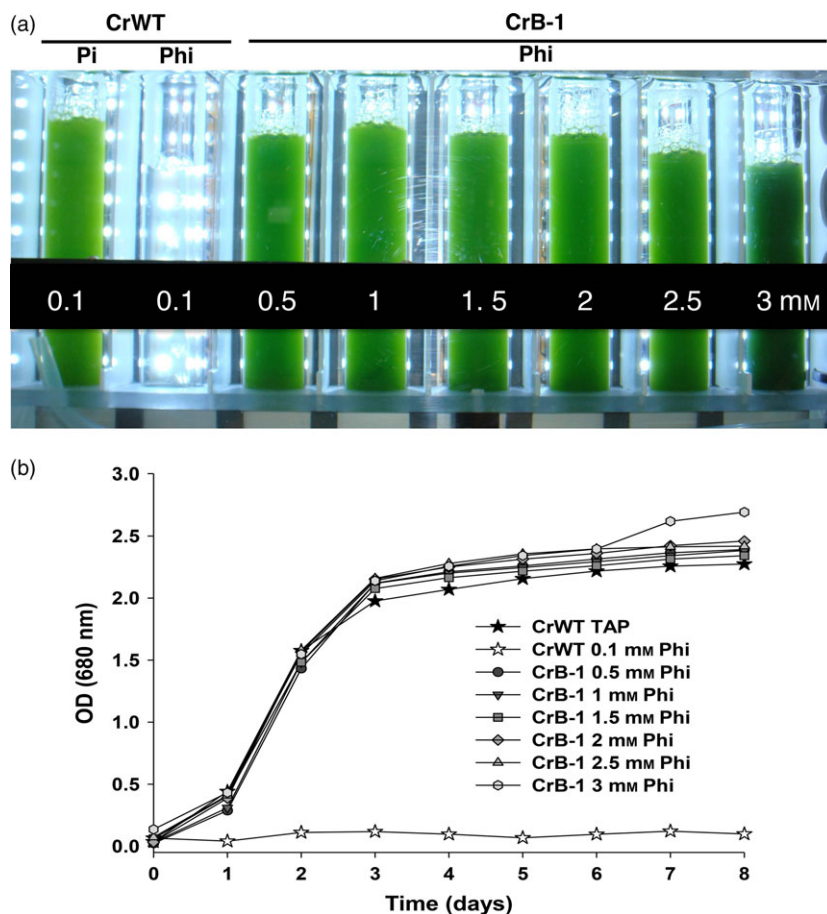 (a)
CrWT CrB-1
Pi Phi Phi
0.1 0.1 0.5 1 1. 5 2 2.5 3 mM
(b)
3.0
2.5
2.0
1.5
1.0
0.5
0.0
OD (680 nm)
CrWT TAP
CrWT 0.1 mM Phi
CrB-1 0.5 mM Phi
CrB-1 1 mM Phi
CrB-1 1.5 mM Phi
CrB-1 2 mM Phi
CrB-1 2.5 mM Phi
CrB-1 3 mM Phi
0 1 2 3 4 5 6 7 8
Time (days)